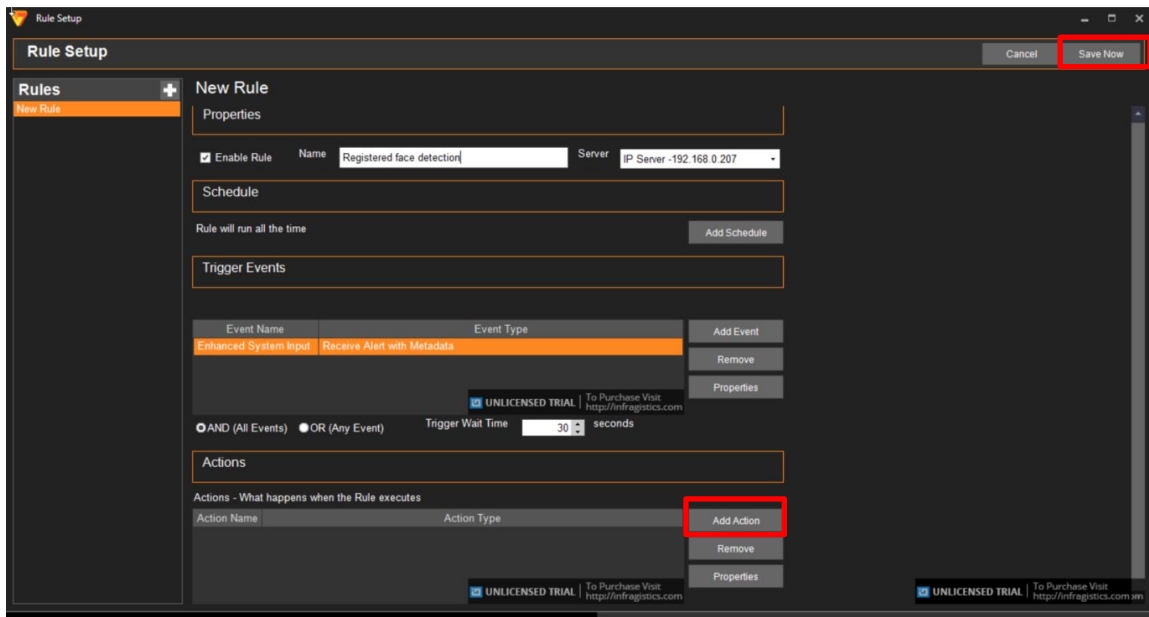 Rule Setup
Rule Setup
Cancel
Save Now
Rules
New Rule
New Rule
Properties
Enable Rule
Name
Registered face detection
Server
IP Server -192.168.0.207
Schedule
Rule will run all the time
Add Schedule
Trigger Events
Event Name
Event Type
Add Event
Enhanced System Input
Receive Alert with Metadata
Remove
Properties
UNLICENSED TRIAL
To Purchase Visit
http://infragistics.com
AND (All Events)
OR (Any Event)
Trigger Wait Time
30
seconds
Actions
Actions - What happens when the Rule executes
Action Name
Action Type
Add Action
Remove
Properties
UNLICENSED TRIAL
To Purchase Visit
http://infragistics.com
UNLICENSED TRIAL
To Purchase Visit
http://infragistics.com